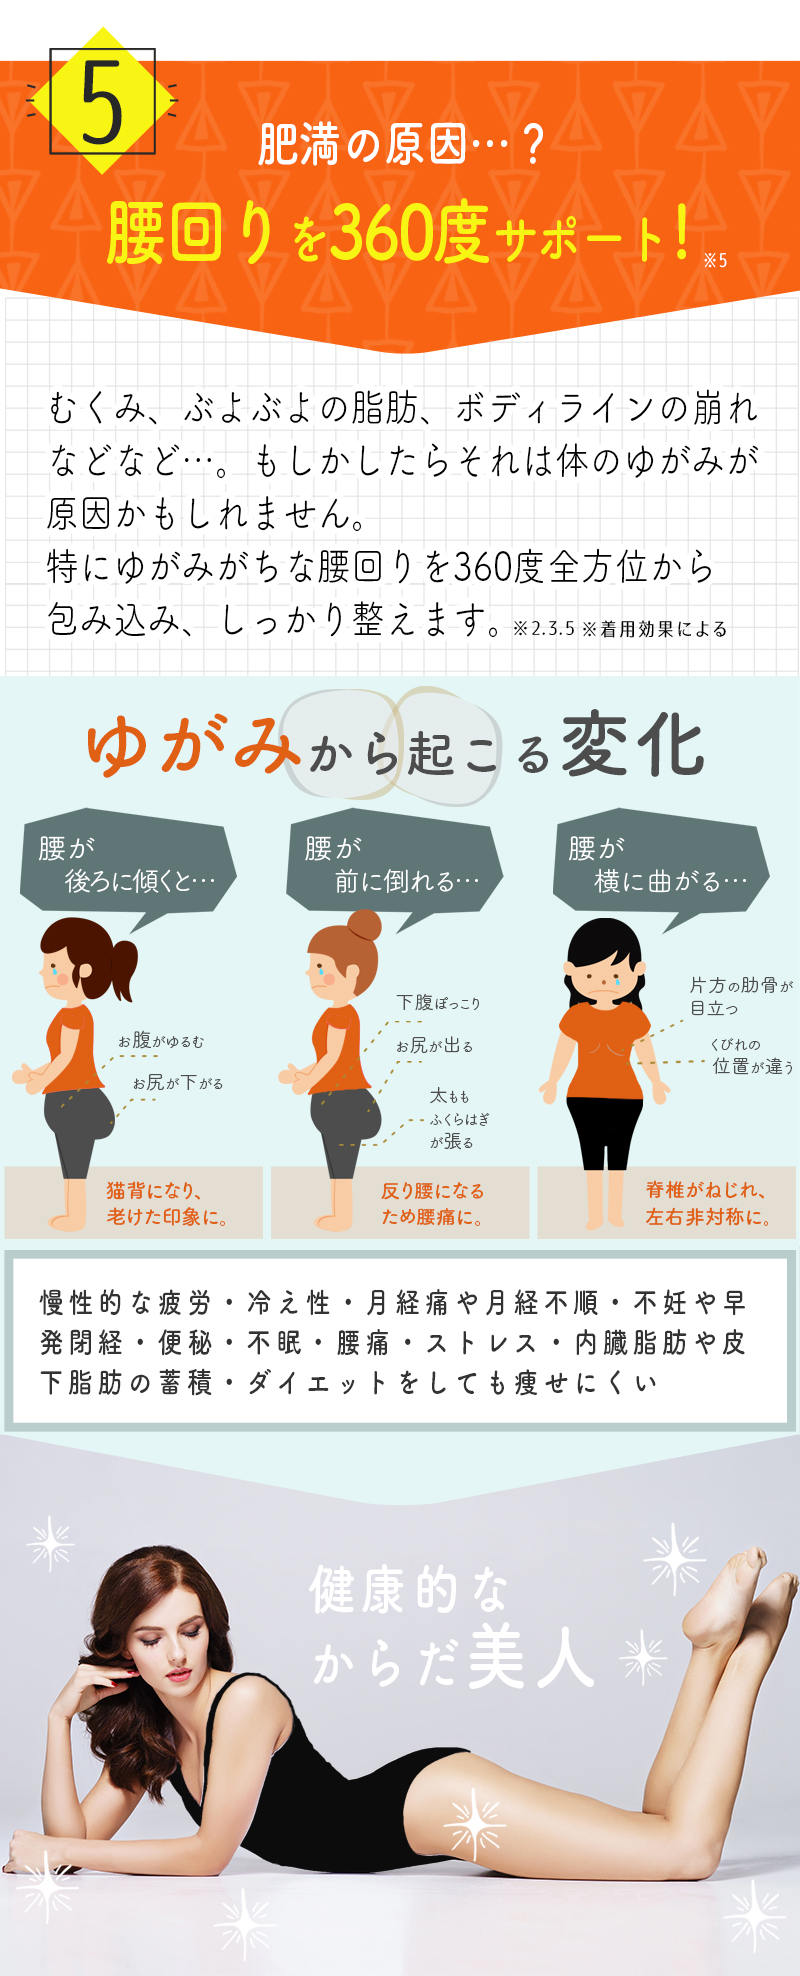 5
肥満の原因…？
腰回りを360度サポート！※5
むくみ、ぶよぶよの脂肪、ボディラインの崩れ
などなど…。もしかしたらそれは体のゆがみが
原因かもしれません。
特にゆがみがちな腰回りを360度全方位から
包み込み、しっかり整えます。※2.3.5 ※着用効果による
ゆがみから起こる変化
腰が
後ろに傾くと…
お腹がゆるむ
お尻が下がる
猫背になり、
老けた印象に。
腰が
前に倒れる…
下腹ぽっこり
お尻が出る
太もも
ふくらはぎ
が張る
反り腰になる
ため腰痛に。
腰が
横に曲がる…
片方の肋骨が
目立つ
くびれの
位置が違う
脊椎がねじれ、
左右非対称に。
慢性的な疲労・冷え性・月経痛や月経不順・不妊や早
発閉経・便秘・不眠・腰痛・ストレス・内臓脂肪や皮
下脂肪の蓄積・ダイエットをしても痩せにくい
健康的な
からだ美人